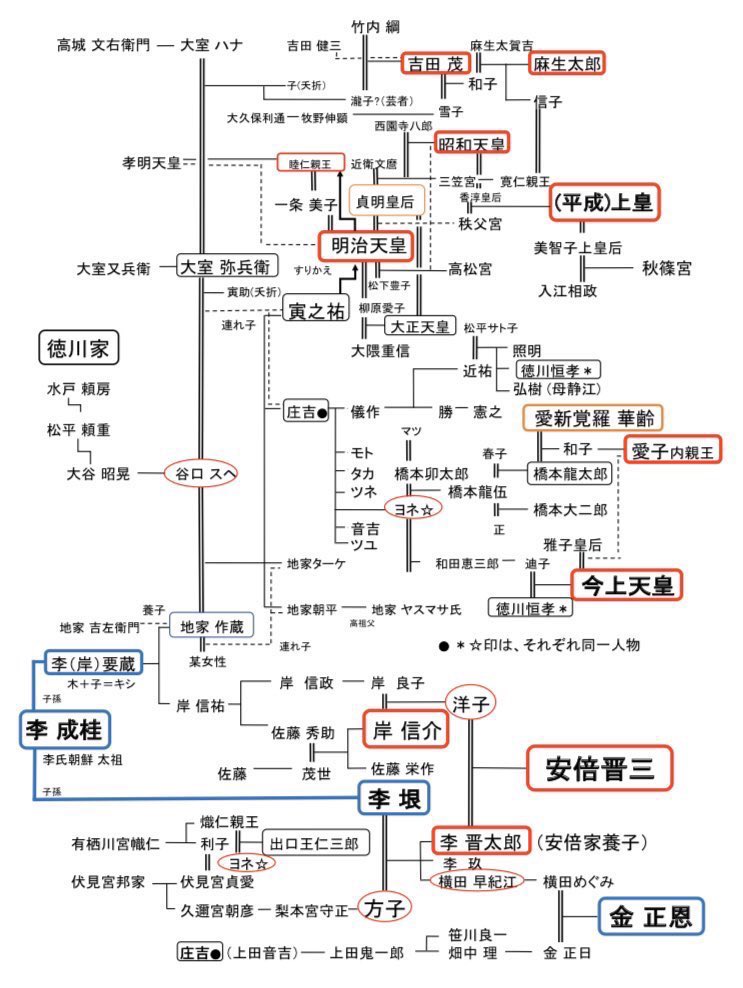 竹内 綱
高城 文右衛門 大室 ハナ
吉田 健三
麻生太賀吉
吉田 茂
麻生太郎
和子
子(夭折)
瀧子?(芸者)
信子
雪子
大久保利通 牧野伸顕
西園寺八郎
昭和天皇
孝明天皇
睦仁親王
近衛文麿
三笠宮 寛仁親王
一条 美子
貞明皇后
香淳皇后
(平成)上皇
秩父宮
明治天皇
美智子上皇后
大室又兵衛
大室 弥兵衛
すりかえ
高松宮
秋篠宮
松下豊子
入江相政
寅助(夭折)
寅之祐
柳原愛子
連れ子
大正天皇
松平サト子
徳川家
大隈重信
照明
近祐
徳川恒孝*
水戸 頼房
弘樹(母静江)
庄吉●
儀作
勝 憲之
愛新覚羅 華齢
松平 頼重
マツ
春子
和子
愛子内親王
モト
大谷 昭晃
谷口 スヘ
タカ
橋本卯太郎
橋本龍太郎
ツネ
橋本龍伍
ヨネ☆
橋本大二郎
音吉
正
ツユ
雅子皇后
地家ターケ
和田恵三郎
迪子
今上天皇
養子
地家朝平 地家 ヤスマサ氏
徳川恒孝*
高祖父
地家 吉左衛門
地家 作蔵
連れ子
●*☆印は、それぞれ同一人物
李(岸)要蔵
某女性
木+子=キシ
岸 信政 岸 良子
子孫
岸 信祐
洋子
李 成桂
佐藤 秀助
岸 信介
李氏朝鮮 太祖
安倍晋三
佐藤 茂世
佐藤 栄作
子孫
李 垠
熾仁親王
有栖川宮幟仁
利子
出口王仁三郎
李 晋太郎
(安倍家養子)
ヨネ☆
李 玖
伏見宮邦家
伏見宮貞愛
横田 早紀江
横田めぐみ
久邇宮朝彦 梨本宮守正
方子
金 正恩
庄吉●
(上田音吉) 上田鬼一郎
笹川良一
畑中 理
金 正日